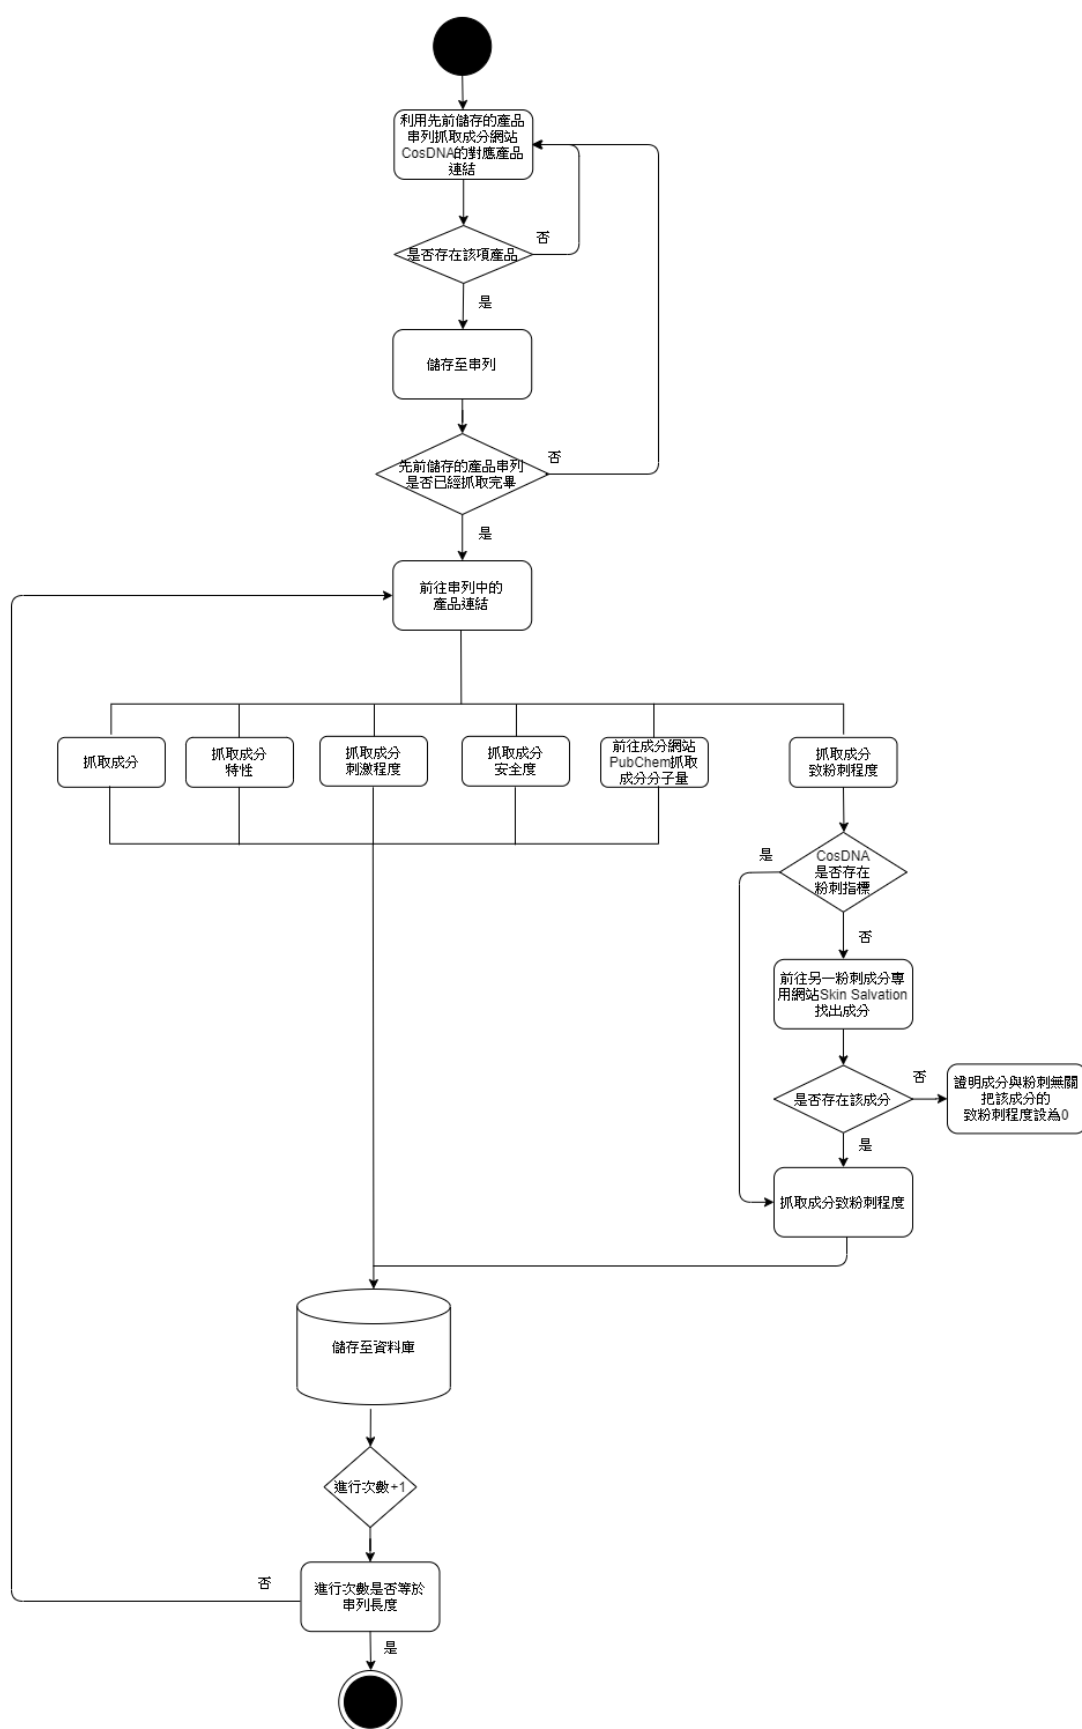 利用先前儲存的產品
串列抓取成分網站
CosDNA的對應產品
連結
否
是否存在該項產品
是
儲存至串列
否
先前儲存的產品串列
是否已經抓取完畢
是
前往串列中的
產品連結
抓取成分
抓取成分
特性
抓取成分
刺激程度
抓取成分
安全度
前往成分網站
PubChem抓取
成分分子量
抓取成分
致粉刺程度
是
CosDNA
是否存在
粉刺指標
否
前往另一粉刺成分專
用網站Skin Salvation
找出成分
否
是否存在該成分
證明成分與粉刺無關
把該成分的
致粉刺程度設為0
是
抓取成分致粉刺程度
儲存至資料庫
進行次數+1
否
進行次數是否等於
串列長度
是